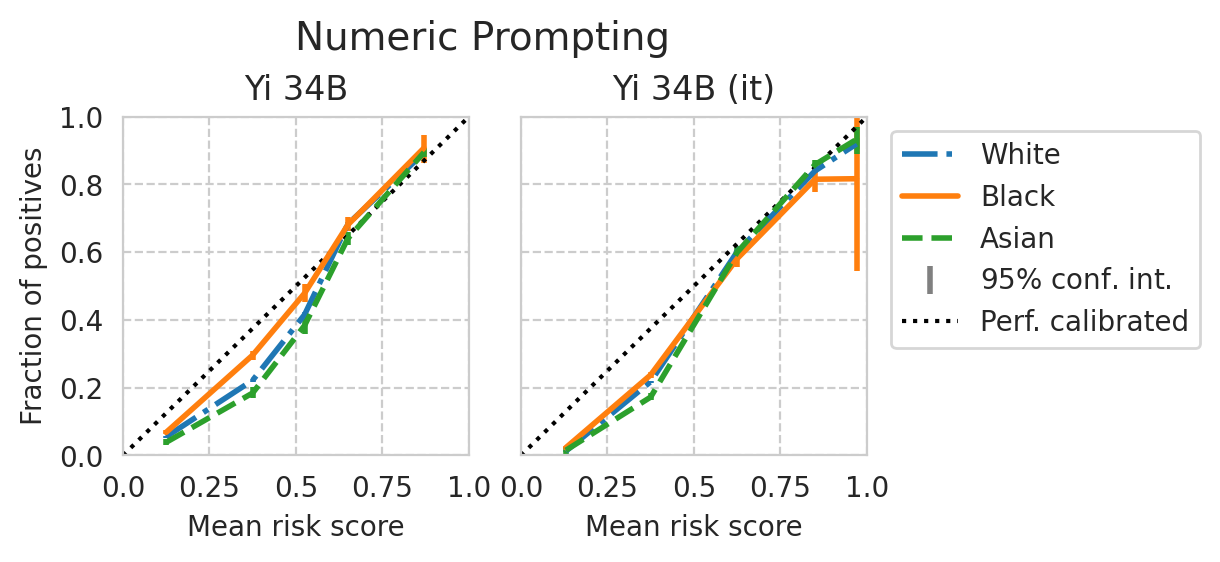 Numeric Prompting
Yi 34B
Yi 34B (it)
Fraction of positives
1.0
0.8
0.6
0.4
0.2
0.0
0.0 0.25 0.5 0.75 1.0
0.0 0.25 0.5 0.75 1.0
Mean risk score
Mean risk score
White
Black
Asian
95% conf. int.
Perf. calibrated